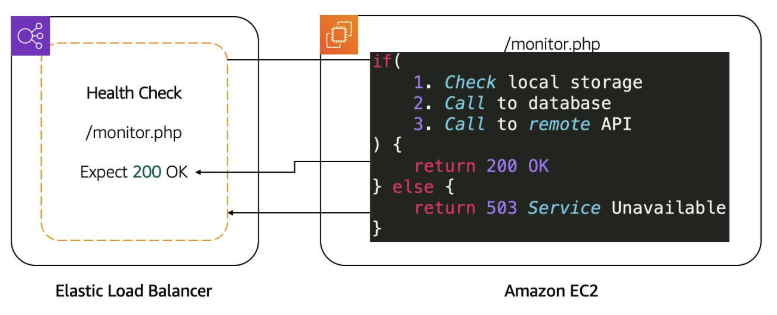 Health Check
/monitor.php
Expect 200 OK
Elastic Load Balancer
/monitor.php
if(
1. Check local storage
2. Call to database
3. Call to remote API
) {
return 200 OK
} else {
return 503 Service Unavailable
}
Amazon EC2